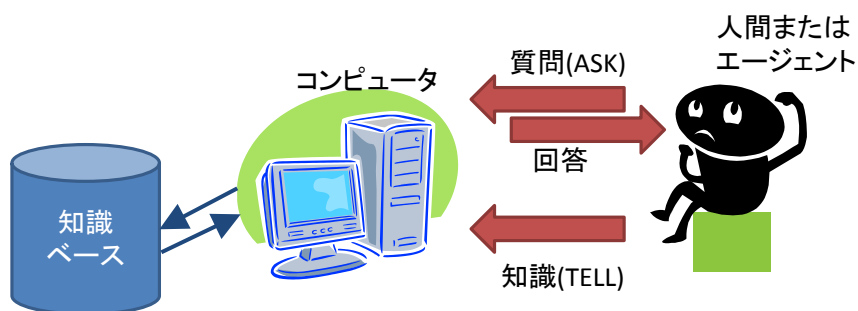 人間または
エージェント
質問(ASK)
コンピュータ
回答
知識
ベース
知識(TELL)